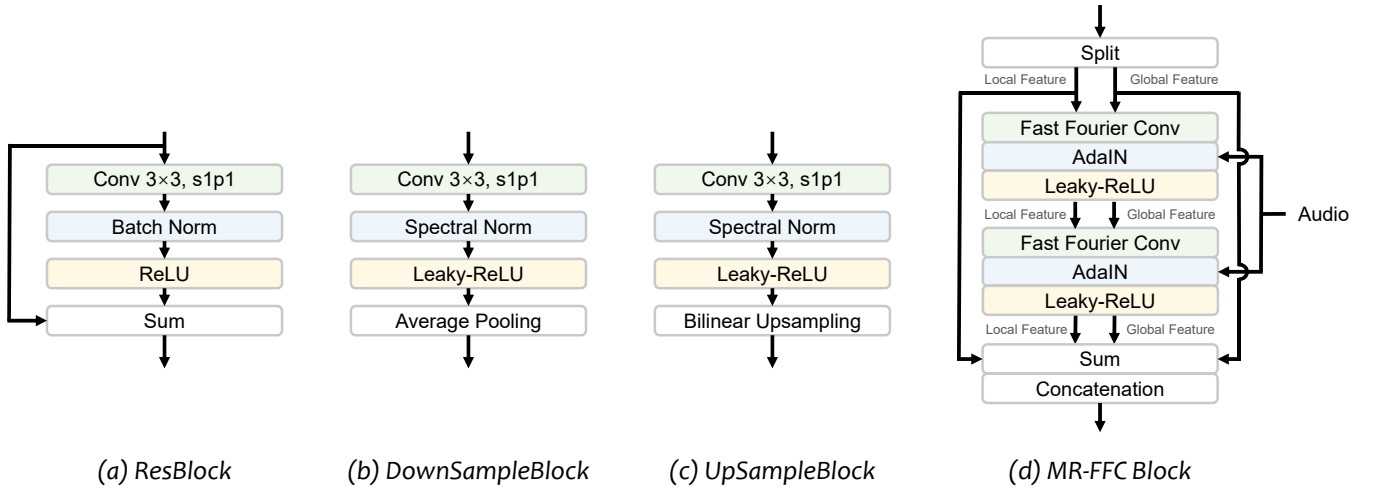 Conv 3×3, s1p1
Batch Norm
ReLU
Sum
(a) ResBlock
Conv 3×3, s1p1
Spectral Norm
Leaky-ReLU
Average Pooling
(b) DownSampleBlock
Conv 3×3, s1p1
Spectral Norm
Leaky-ReLU
Bilinear Upsampling
(c) UpSampleBlock
Split
Local Feature Global Feature
Fast Fourier Conv
AdaIN
Leaky-ReLU
Local Feature Global Feature
Fast Fourier Conv
AdaIN
Leaky-ReLU
Local Feature Global Feature
Sum
Concatenation
Audio
(d) MR-FFC Block